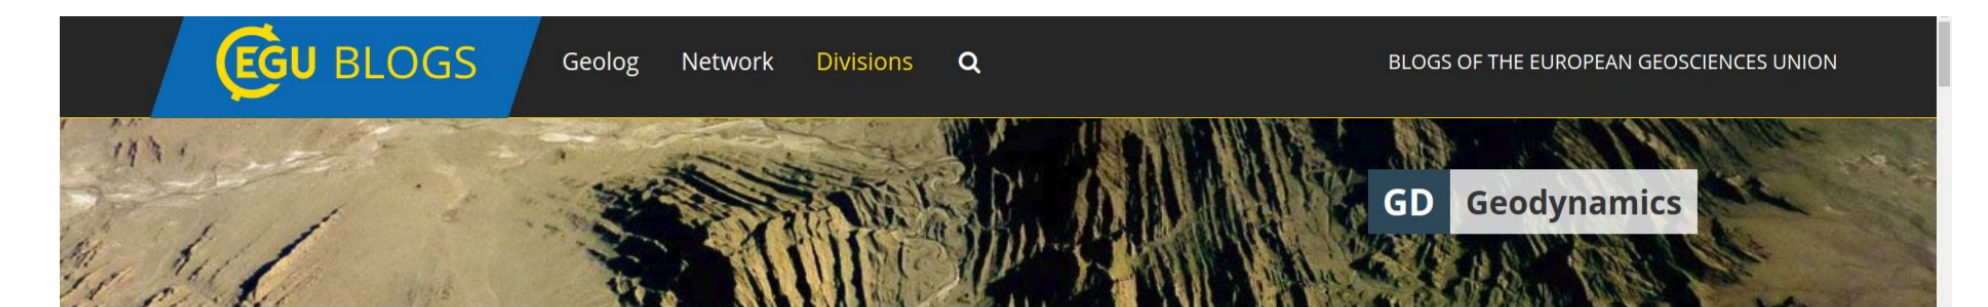 EGU BLOGS Geolog Network Divisions BLOGS OF THE EUROPEAN GEOSCIENCES UNION
GD Geodynamics